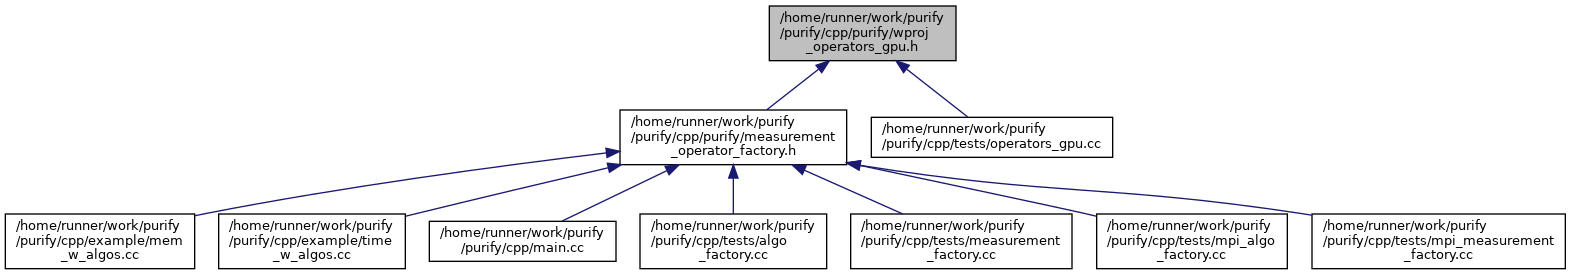 /home/runner/work/purify
/purify/cpp/purify/wproj
_operators_gpu.h
/home/runner/work/purify
/purify/cpp/purify/measurement
_operator_factory.h
/home/runner/work/purify
/purify/cpp/tests/operators_gpu.cc
/home/runner/work/purify
/purify/cpp/example/mem
_w_algos.cc
/home/runner/work/purify
/purify/cpp/example/time
_w_algos.cc
/home/runner/work/purify
/purify/cpp/main.cc
/home/runner/work/purify
/purify/cpp/tests/algo
_factory.cc
/home/runner/work/purify
/purify/cpp/tests/measurement
_factory.cc
/home/runner/work/purify
/purify/cpp/tests/mpi_algo
_factory.cc
/home/runner/work/purify
/purify/cpp/tests/mpi_measurement
_factory.cc